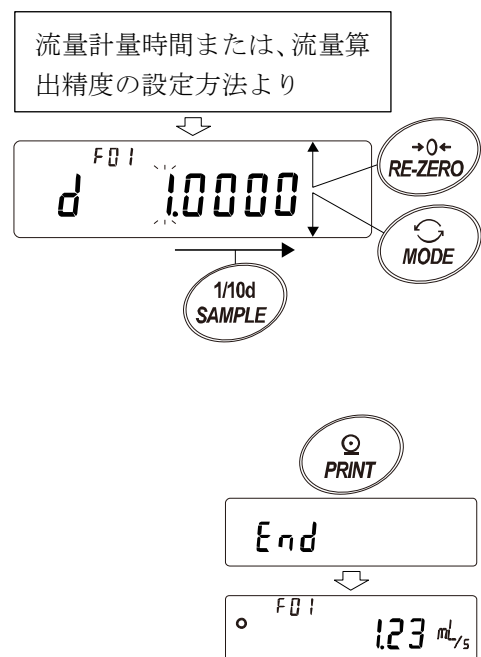 流量計量時間または、流量算
出精度の設定方法より
F01
d 1.0000
→0←
RE-ZERO
MODE
1/10d
SAMPLE
PRINT
End
F01
1.23 mL/s